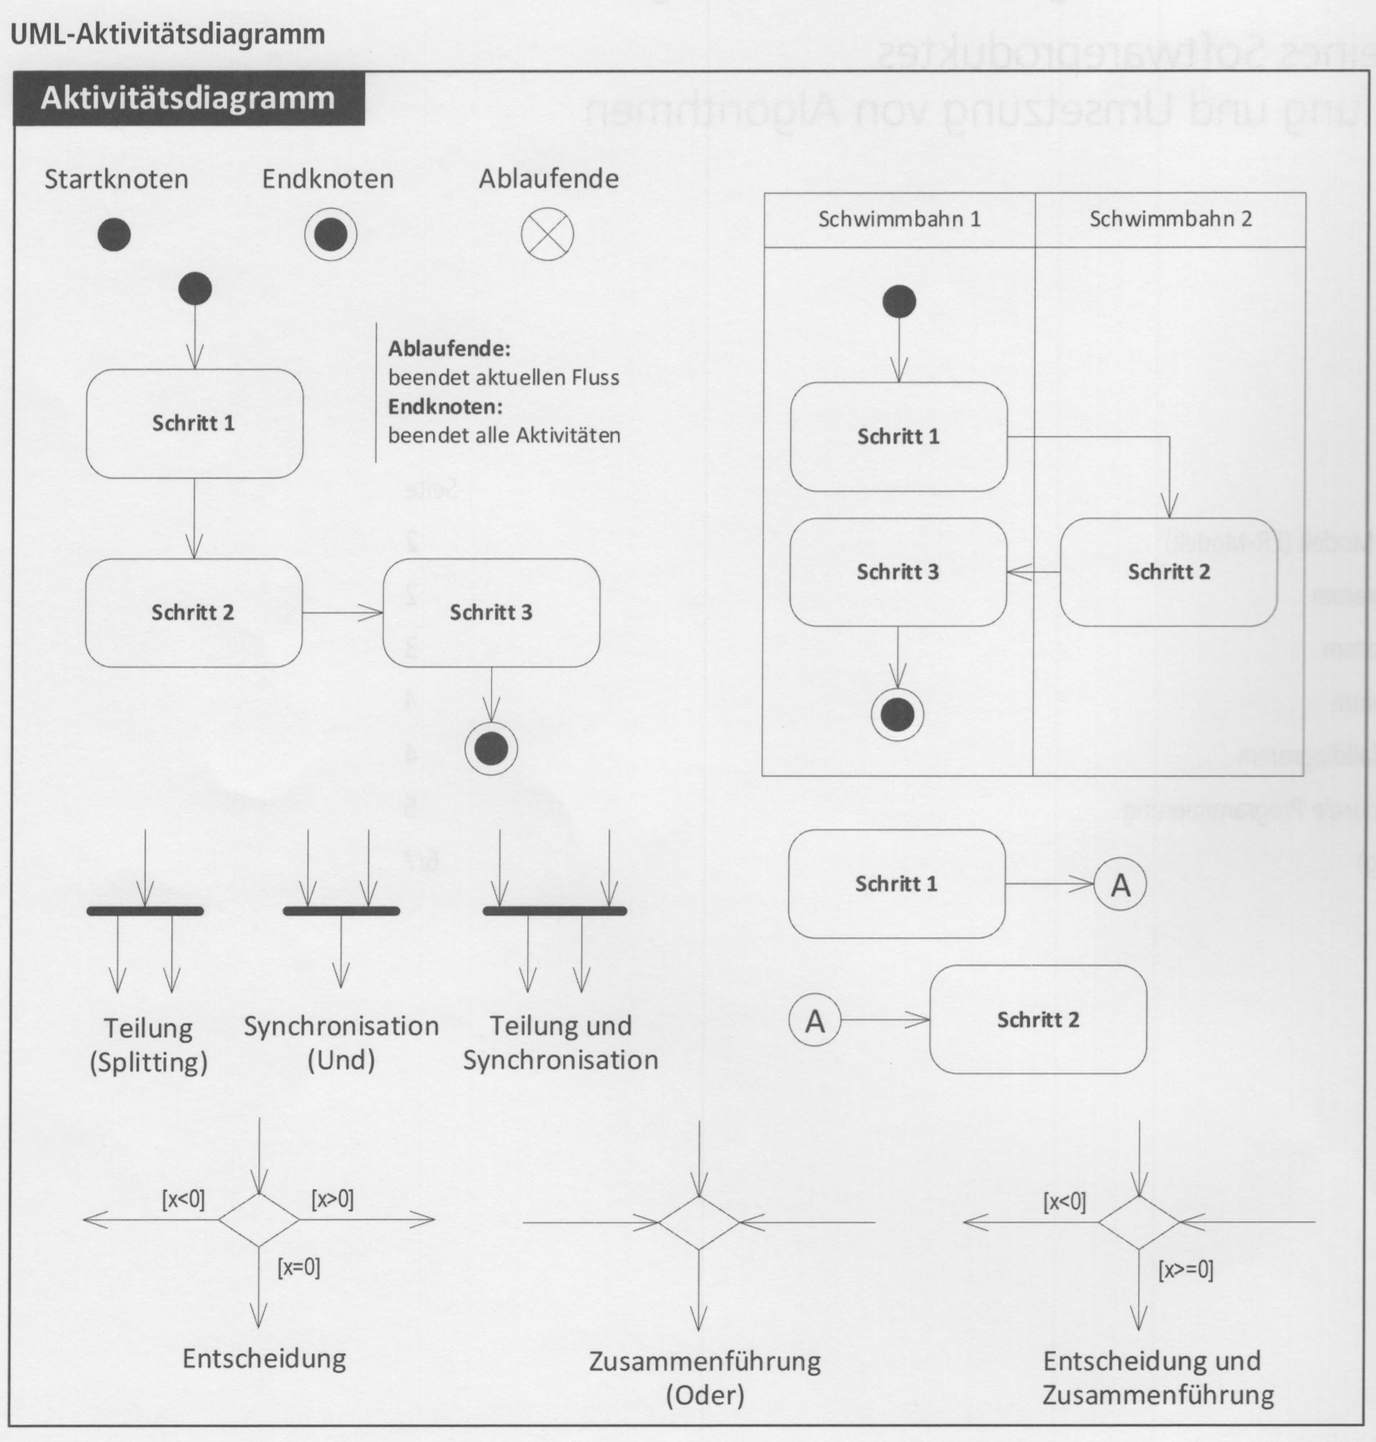 UML-Aktivitätsdiagramm
Aktivitätsdiagramm
Startknoten
Endknoten
Ablaufende
Ablaufende:
beendet aktuellen Fluss
Endknoten:
beendet alle Aktivitäten
Schritt 1
Schritt 2
Schritt 3
Schwimmbahn 1
Schwimmbahn 2
Schritt 1
Schritt 3
Schritt 2
Teilung
(Splitting)
Synchronisation
(Und)
Teilung und
Synchronisation
Schritt 1
A
A
Schritt 2
[x<0]
[x>0]
[x=0]
Entscheidung
Zusammenführung
(Oder)
[x<0]
[x>=0]
Entscheidung und
Zusammenführung